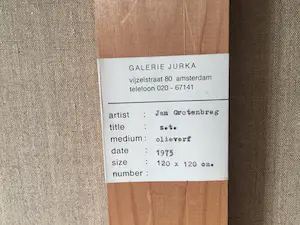 GALERIE JURKA
vijzelstraat 80 amsterdam
telefoon 020 - 67141
artist : Jan Grotenbreg
title : z.t.
medium : olieverf
date : 1975
size : 120 x 120 cm.
number :